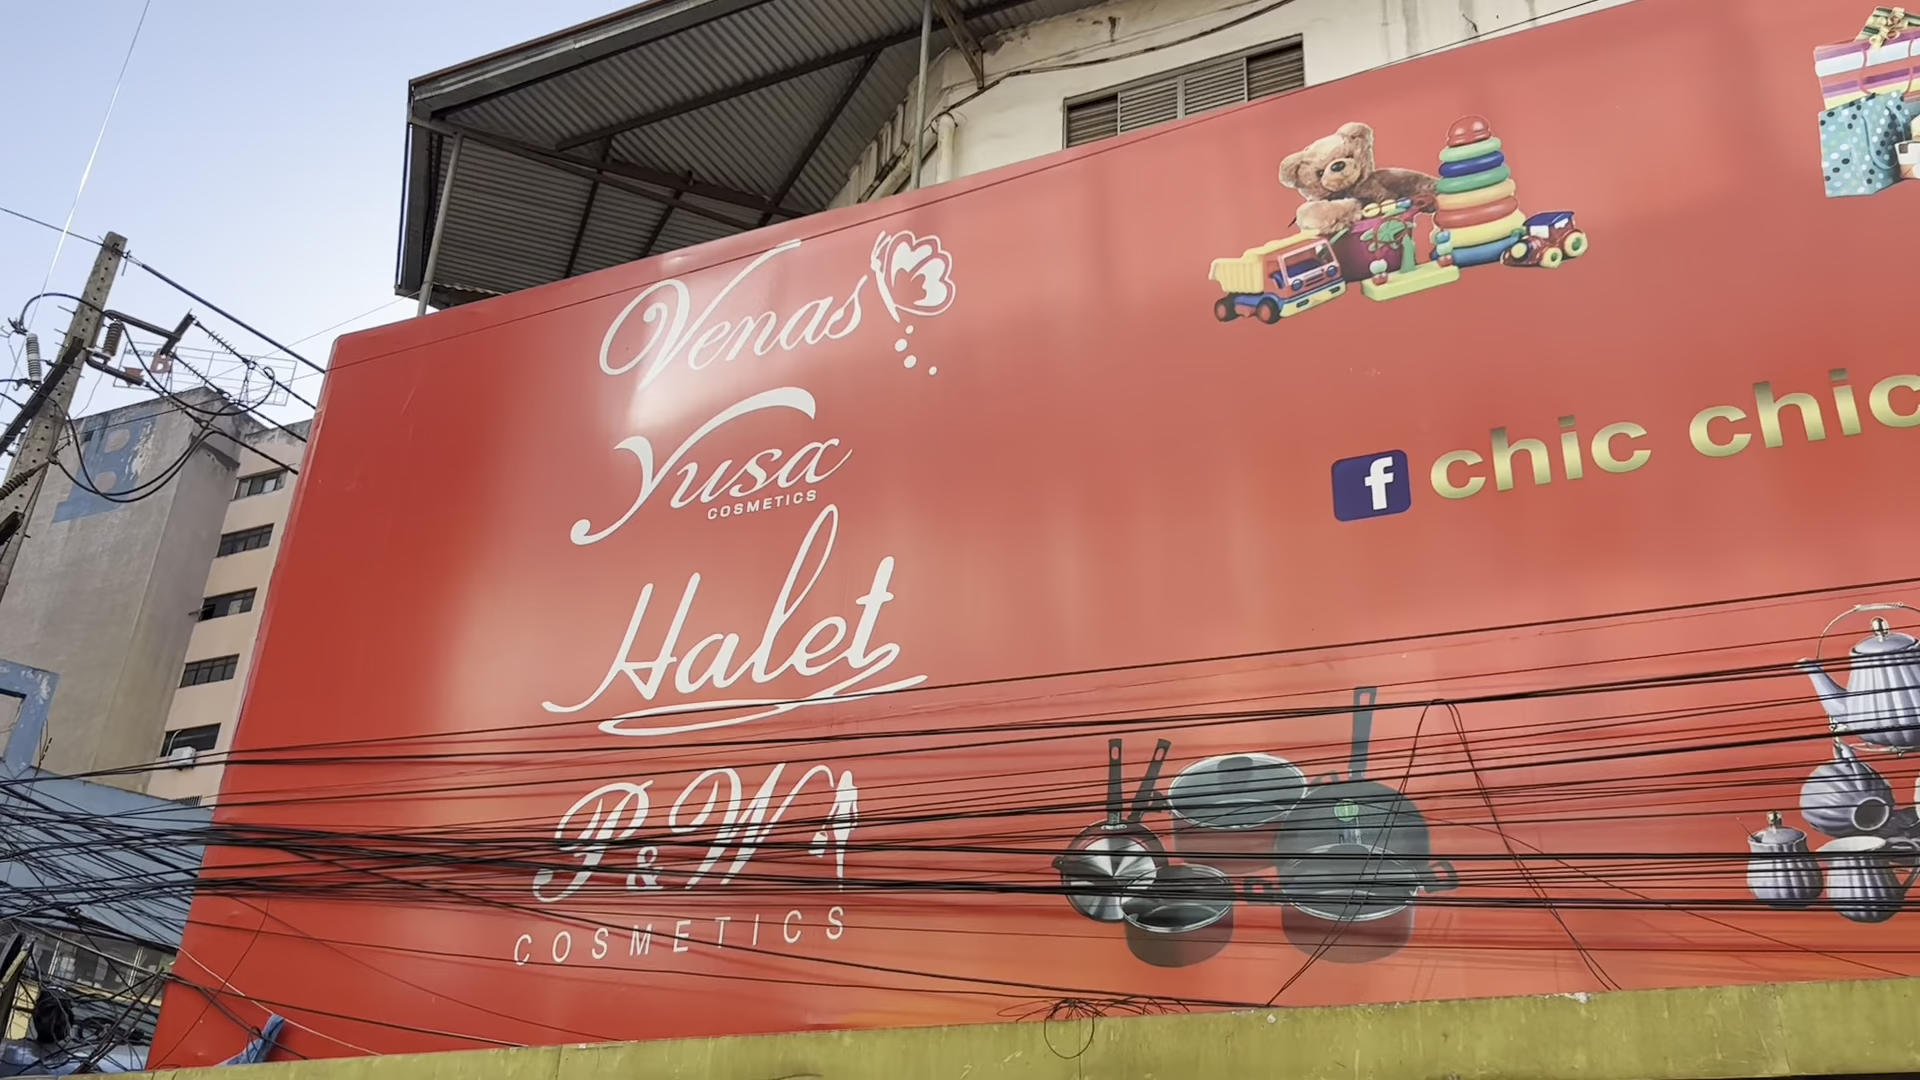 Venas
Yusa
COSMETICS
Halet
P&W
COSMETICS
f chic chic
B